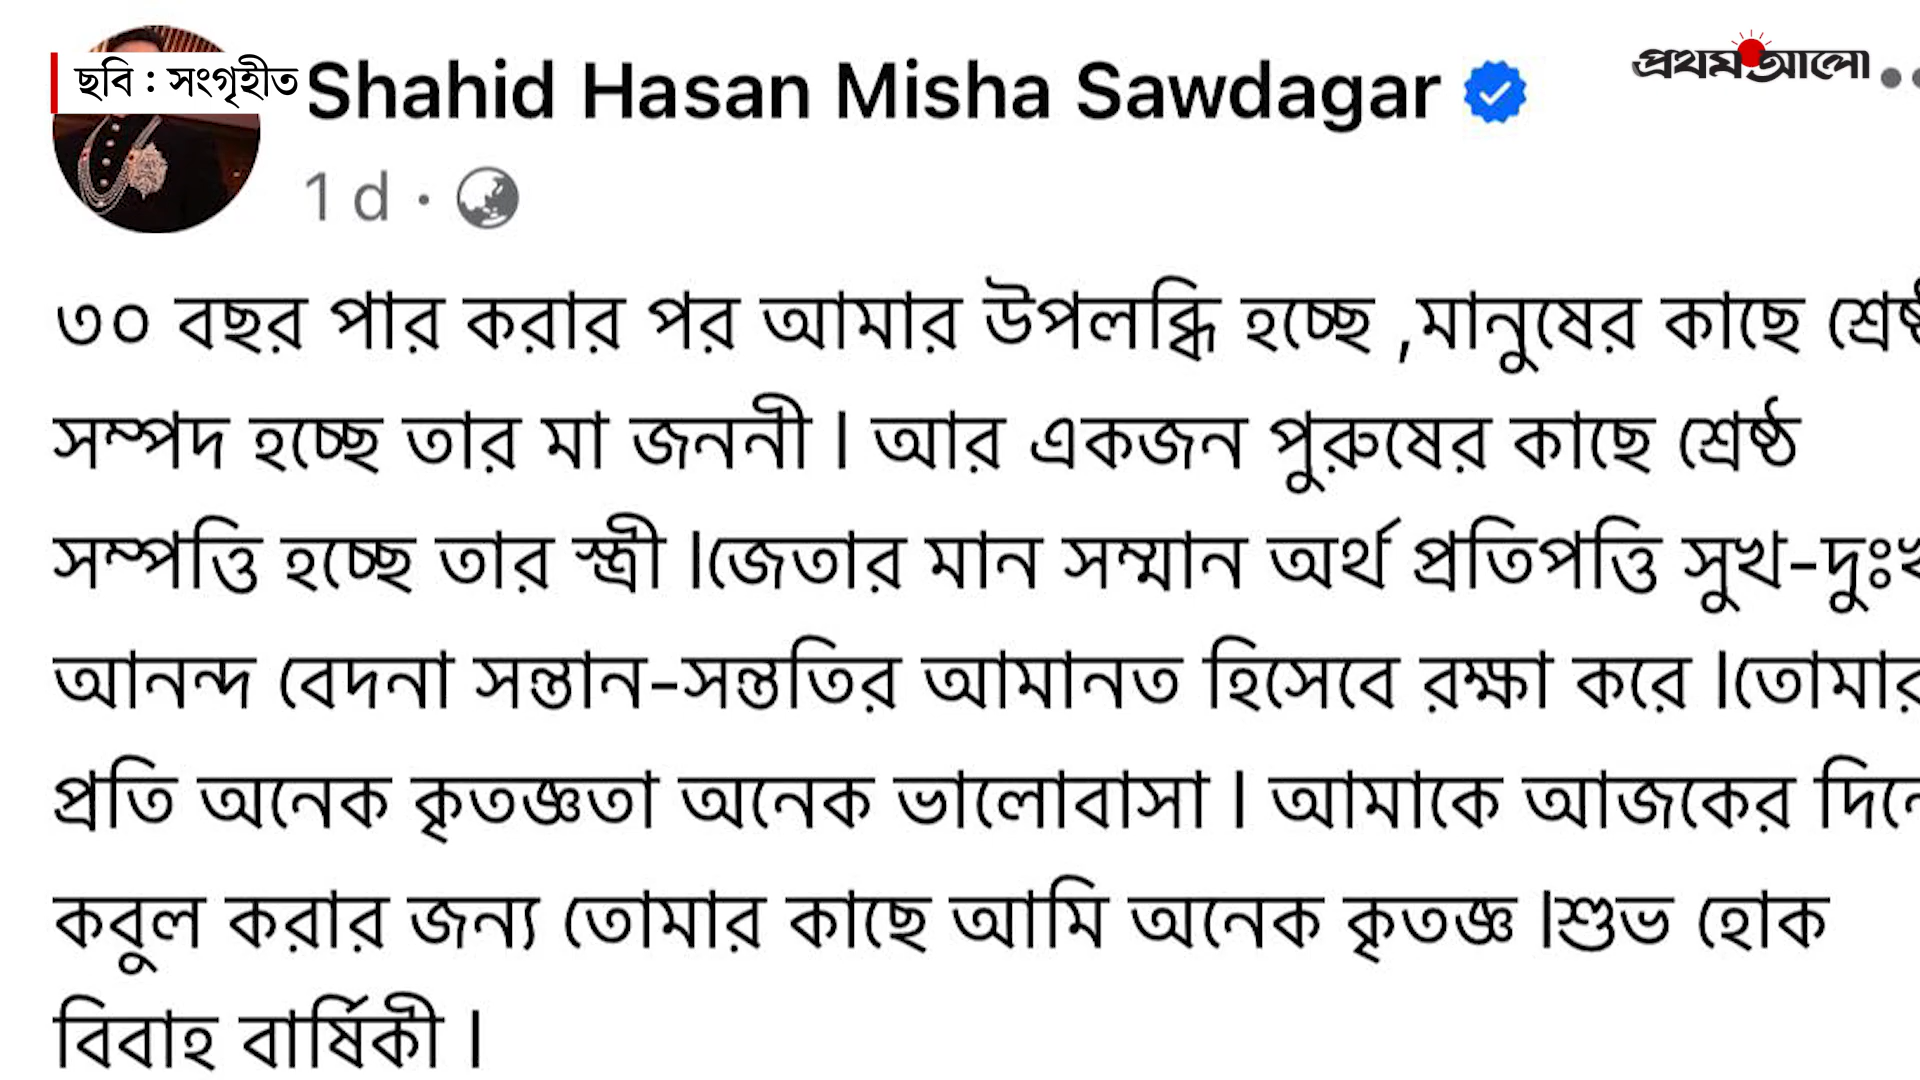 ছবি : সংগৃহীত
Shahid Hasan Misha Sawdagar
প্রথম আলো
1 d ·
৩০ বছর পার করার পর আমার উপলব্ধি হচ্ছে ,মানুষের কাছে শ্রেষ্ঠ
সম্পদ হচ্ছে তার মা জননী । আর একজন পুরুষের কাছে শ্রেষ্ঠ
সম্পত্তি হচ্ছে তার স্ত্রী ।জেতার মান সম্মান অর্থ প্রতিপত্তি সুখ-দুঃখ
আনন্দ বেদনা সন্তান-সন্ততির আমানত হিসেবে রক্ষা করে ।তোমার
প্রতি অনেক কৃতজ্ঞতা অনেক ভালোবাসা । আমাকে আজকের দিনে
কবুল করার জন্য তোমার কাছে আমি অনেক কৃতজ্ঞ ।শুভ হোক
বিবাহ বার্ষিকী ।